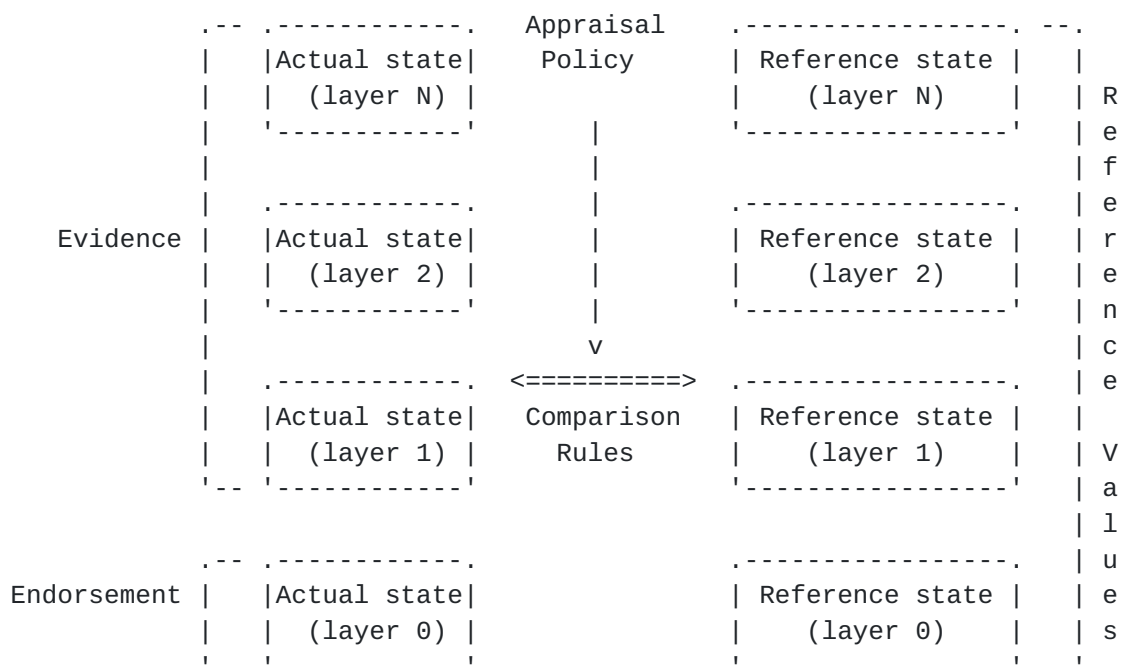 .-- .------------.   Appraisal    .-----------------. --.
|   |Actual state|    Policy      | Reference state |   |
|   |  (layer N) |                |    (layer N)    |   | R
|   '------------'       |        '-----------------'   | e
|                        |                              | f
|   .------------.       |        .-----------------.   | e
Evidence |   |Actual state|       |        | Reference state |   | r
|   |  (layer 2) |       |        |    (layer 2)    |   | e
|   '------------'       |        '-----------------'   | n
|                        v                              | c
|   .------------.  <==========>  .-----------------.   | e
|   |Actual state|   Comparison   | Reference state |   |
|   |  (layer 1) |     Rules      |    (layer 1)    |   | V
'-- '------------'                '-----------------'   | a
| l
.-- .------------.                .-----------------.   | u
Endorsement |   |Actual state|                | Reference state |   | e
|   |  (layer 0) |                |    (layer 0)    |   | s